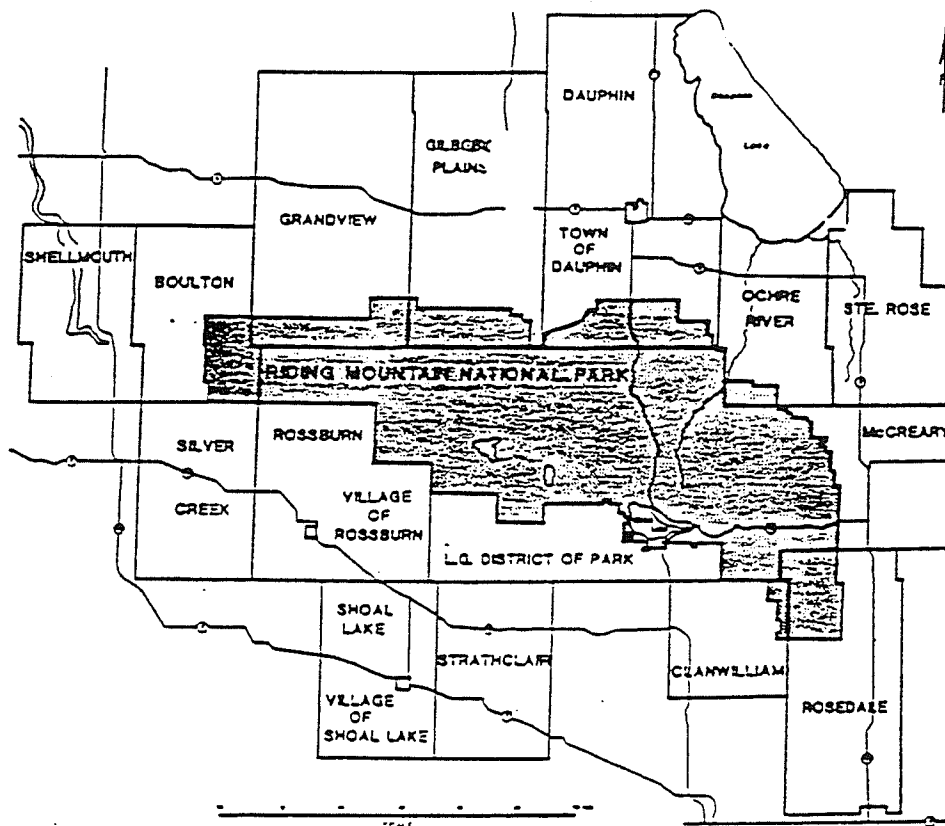 DAUPHIN
Lake
PLAINS
GRANDVIEW
TOWN
OF
DAUPHIN
SHELLMOUTH
BOULTON
OCHRE
RIVER
STE. ROSE
RIDING MOUNTAIN NATIONAL PARK
McCREARY
SILVER
CREEK
ROSSBURN
VILLAGE
OF
ROSSBURN
L.G. DISTRICT OF PARK
SHOAL
LAKE
STRATHCLAIR
CLANWILLIAM
VILLAGE
OF
SHOAL LAKE
ROSEDALE